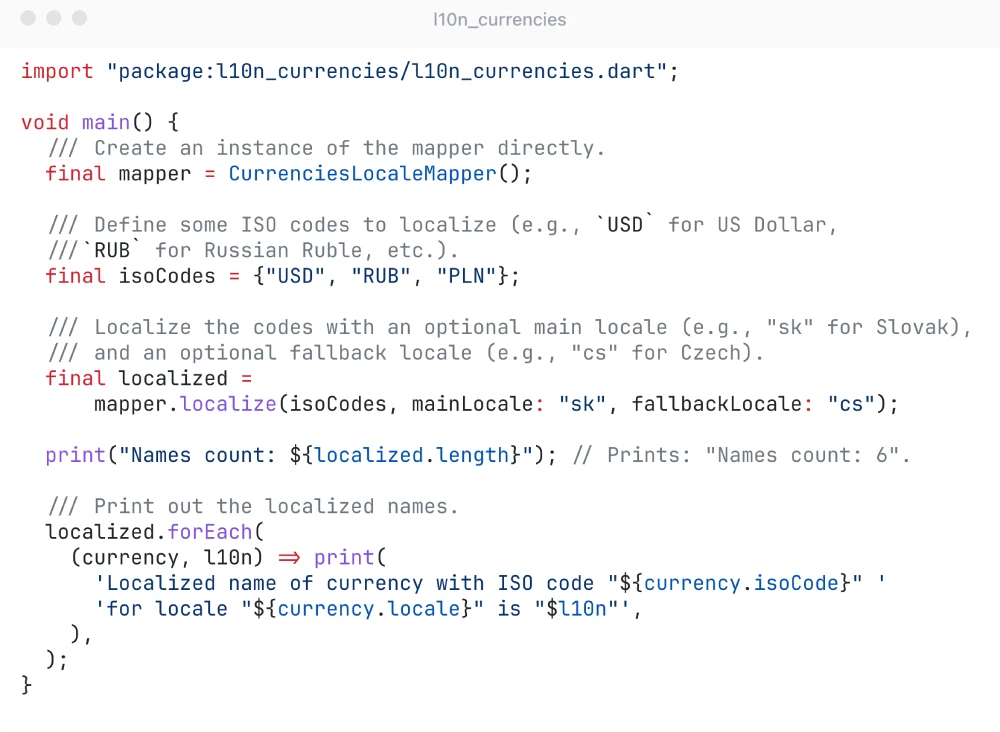 l10n_currencies
import "package:l10n_currencies/l10n_currencies.dart";
void main() {
/// Create an instance of the mapper directly.
final mapper = CurrenciesLocaleMapper();
/// Define some ISO codes to localize (e.g., `USD` for US Dollar,
/// `RUB` for Russian Ruble, etc.).
final isoCodes = {"USD", "RUB", "PLN"};
/// Localize the codes with an optional main locale (e.g., "sk" for Slovak),
/// and an optional fallback locale (e.g., "cs" for Czech).
final localized =
mapper.localize(isoCodes, mainLocale: "sk", fallbackLocale: "cs");
print("Names count: ${localized.length}"); // Prints: "Names count: 6".
/// Print out the localized names.
localized.forEach(
(currency, l10n) => print(
'Localized name of currency with ISO code "${currency.isoCode}" '
'for locale "${currency.locale}" is "$l10n"',
),
);
}